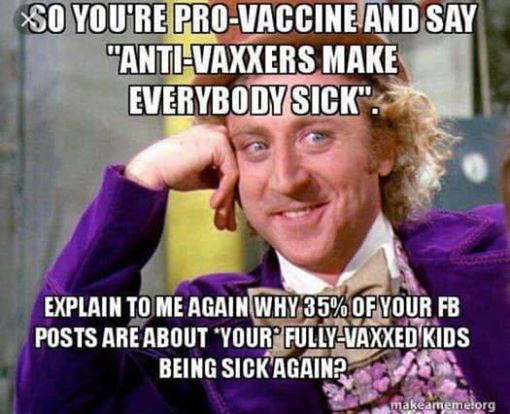 SO YOU'RE PRO-VACCINE AND SAY
"ANTI-VAXXERS MAKE
EVERYBODY SICK".
EXPLAIN TO ME AGAIN WHY 35% OF YOUR FB
POSTS ARE ABOUT *YOUR* FULLY-VAXXED KIDS
BEING SICK AGAIN?
makeameme.org